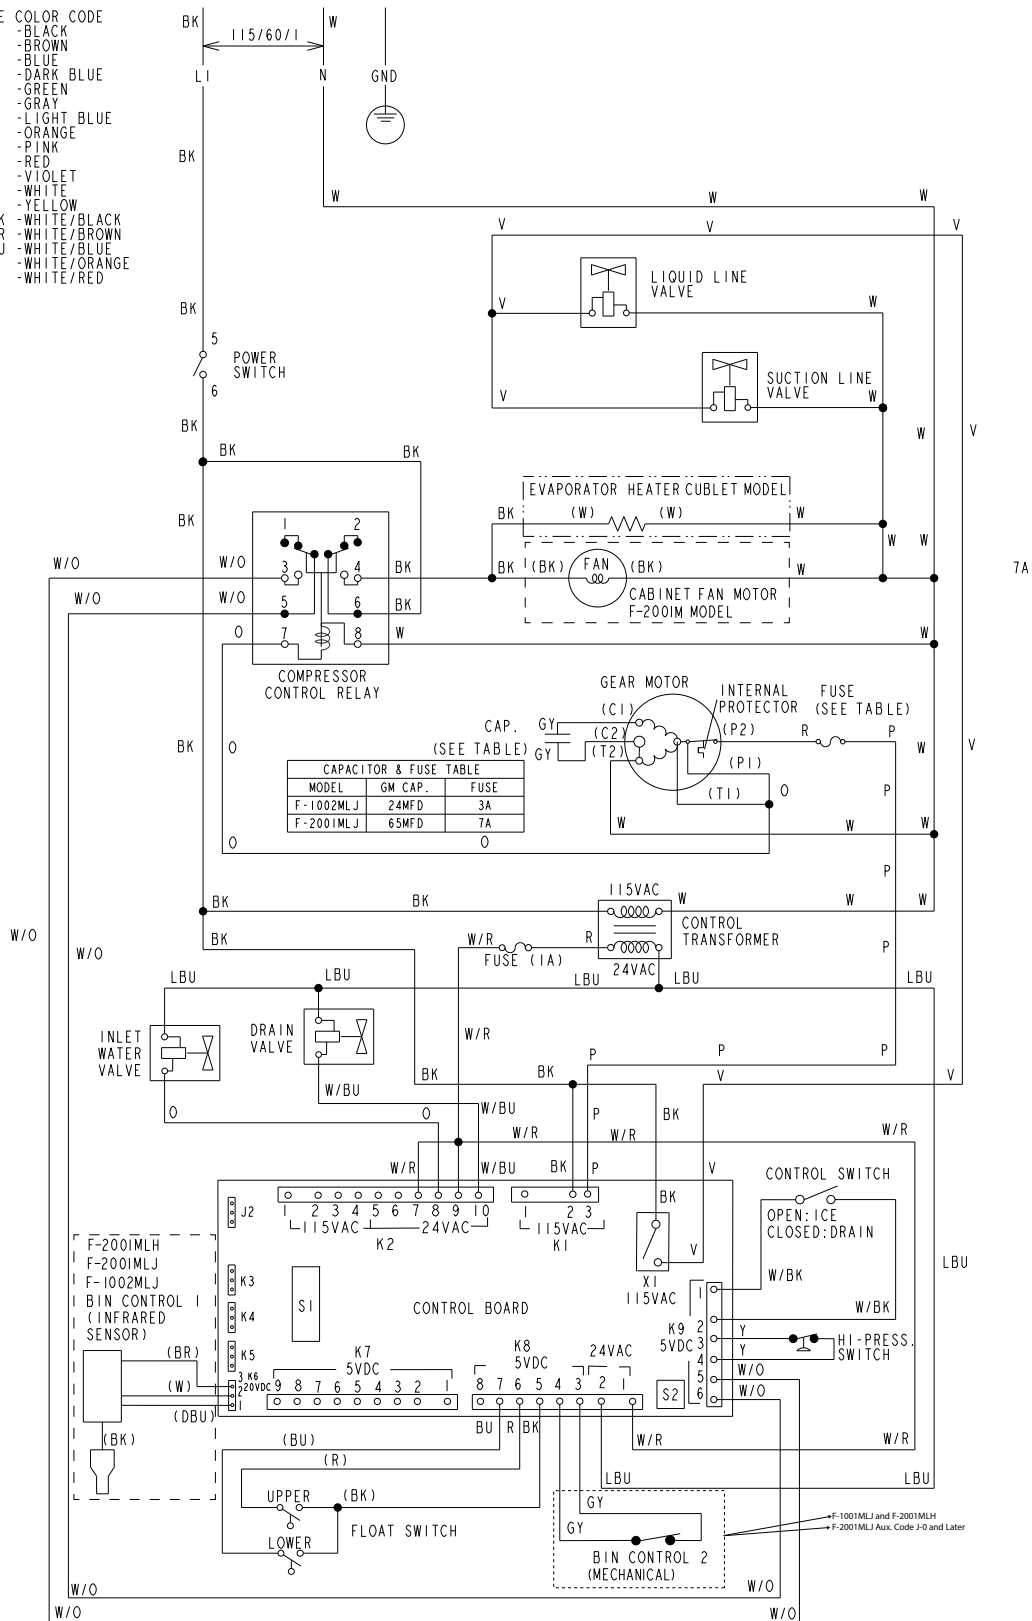 E COLOR CODE
-BLACK
-BROWN
-BLUE
-DARK BLUE
-GREEN
-GRAY
-LIGHT BLUE
-ORANGE
-PINK
-RED
-VIOLET
-WHITE
-YELLOW
K -WHITE/BLACK
R -WHITE/BROWN
U -WHITE/BLUE
-WHITE/ORANGE
-WHITE/RED
BK
W
115/60/1
L1
N
GND
BK
W
W
W
V
V
V
LIQUID LINE
VALVE
V
W
BK
5
POWER
SWITCH
6
SUCTION LINE
VALVE
V
W
BK
BK
BK
W
V
EVAPORATOR HEATER CUBLET MODEL
BK
(W)
(W)
W
BK
1
2
W
W
W/O
W/O
3
4
BK
BK
(BK)
FAN
(BK)
W
7A
CABINET FAN MOTOR
F-2001M MODEL
W/O
W/O
5
6
BK
O
7
8
W
W
COMPRESSOR
CONTROL RELAY
GEAR MOTOR
INTERNAL
PROTECTOR
FUSE
(SEE TABLE)
(C1)
CAP.
GY
(C2)
(P2)
R
P
(SEE TABLE)
GY
(T2)
BK
O
W
V
(P1)
(T1)
O
P
CAPACITOR & FUSE TABLE
MODEL GM CAP. FUSE
F-1002MLJ 24MFD 3A
F-2001MLJ 65MFD 7A
W
W
W
O
O
P
115VAC
BK
BK
W
W
W
CONTROL
TRANSFORMER
W/O
W/O
BK
W/R
R
FUSE (1A)
24VAC
P
LBU
LBU
LBU
LBU
LBU
INLET
WATER
VALVE
DRAIN
VALVE
W/R
P
P
P
BK
BK
V
V
W/BU
O
O
W/BU
P
BK
W/R
W/R
W/R
W/R
W/BU
BK
P
V
CONTROL SWITCH
OPEN:ICE
CLOSED:DRAIN
J2
1 2 3 4 5 6 7 8 9 10
115VAC 24VAC
K2
1 2 3
115VAC
K1
BK
V
X1
115VAC
W/BK
W/BK
LBU
F-2001MLH
F-2001MLJ
F-1002MLJ
BIN CONTROL 1
(INFRARED
SENSOR)
K3
K4
K5
S1
CONTROL BOARD
K9
5VDC
1
2
3
4
5
6
Y
Y
HI-PRESS.
SWITCH
W/O
W/O
(BR)
(W)
(DBU)
(BK)
3 K6
2 20VDC
1
K7
5VDC
9 8 7 6 5 4 3 2 1
K8
5VDC
24VAC
8 7 6 5 4 3 2 1
S2
BU
R
BK
W/R
W/R
(BU)
(R)
LBU
LBU
UPPER
(BK)
FLOAT SWITCH
LOWER
GY
GY
BIN CONTROL 2
(MECHANICAL)
F-1001MLJ and F-2001MLH
F-2001MLJ Aux. Code J-0 and Later
W/O
W/O
W/O
W/O